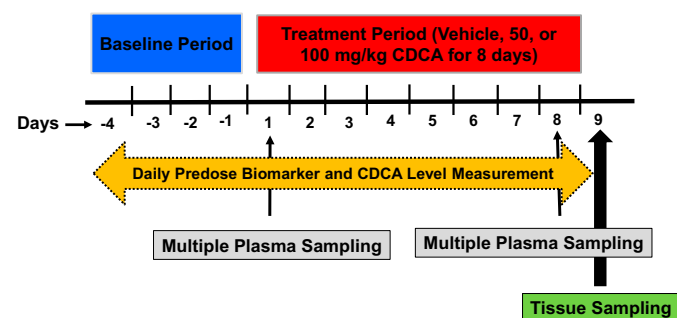 Baseline Period
Treatment Period (Vehicle, 50, or
100 mg/kg CDCA for 8 days)
Days -4 -3 -2 -1 1 2 3 4 5 6 7 8 9
Daily Predose Biomarker and CDCA Level Measurement
Multiple Plasma Sampling Multiple Plasma Sampling
Tissue Sampling